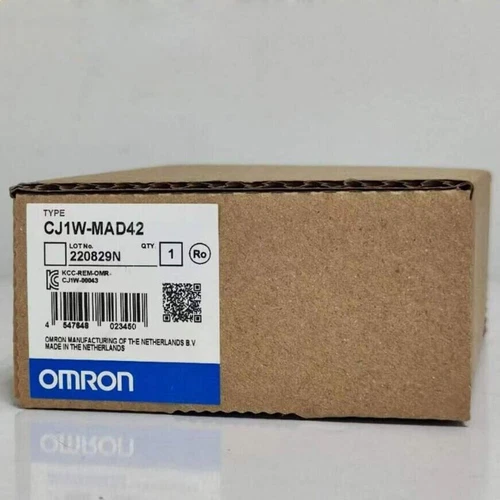 TYPE
CJ1W-MAD42
LOT No. QTY
220829N 1 Ro
KCC-REM-OMR-
CJ1W-00043
4 547648 023450
OMRON MANUFACTURING OF THE NETHERLANDS B.V
MADE IN THE NETHERLANDS
OMRON